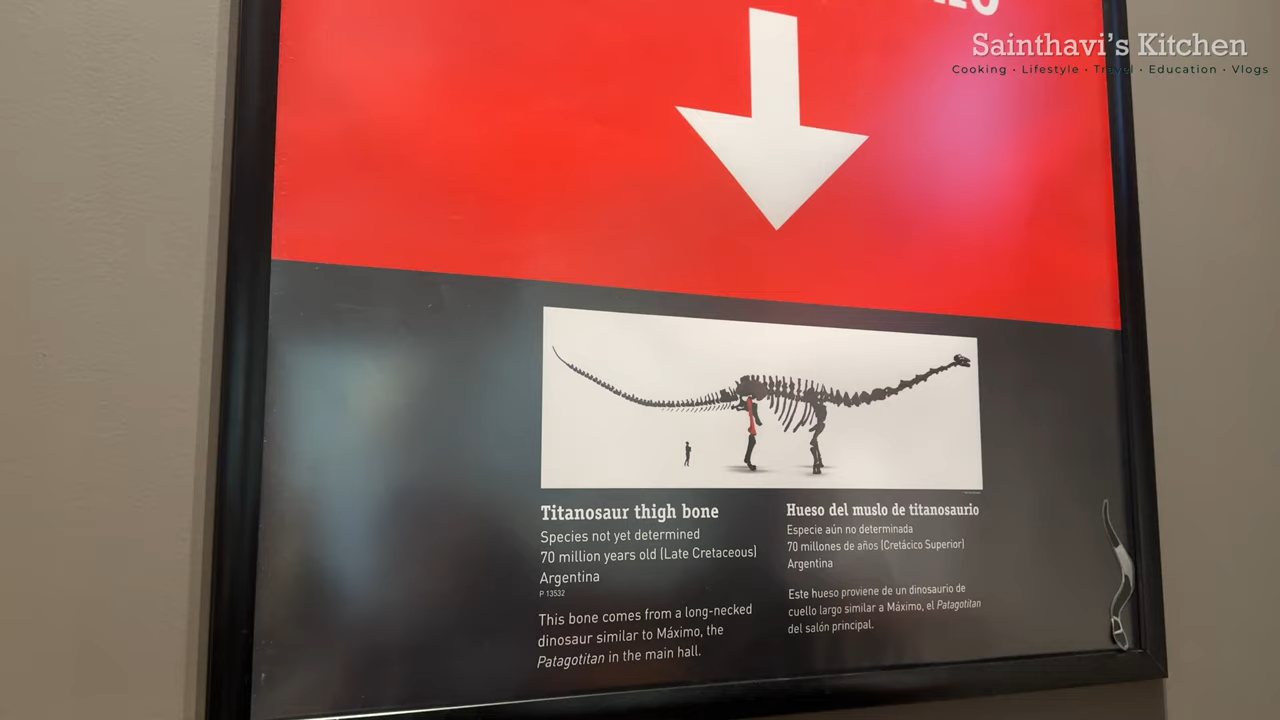 Sainthavi's Kitchen
Cooking · Lifestyle · Travel · Education · Vlogs
Titanosaur thigh bone
Species not yet determined
70 million years old (Late Cretaceous)
Argentina
P 13532
This bone comes from a long-necked
dinosaur similar to Máximo, the
Patagotitan in the main hall.
Hueso del muslo de titanosaurio
Especie aún no determinada
70 millones de años (Cretácico Superior)
Argentina
Este hueso proviene de un dinosaurio de
cuello largo similar a Máximo, el Patagotitan
del salón principal.